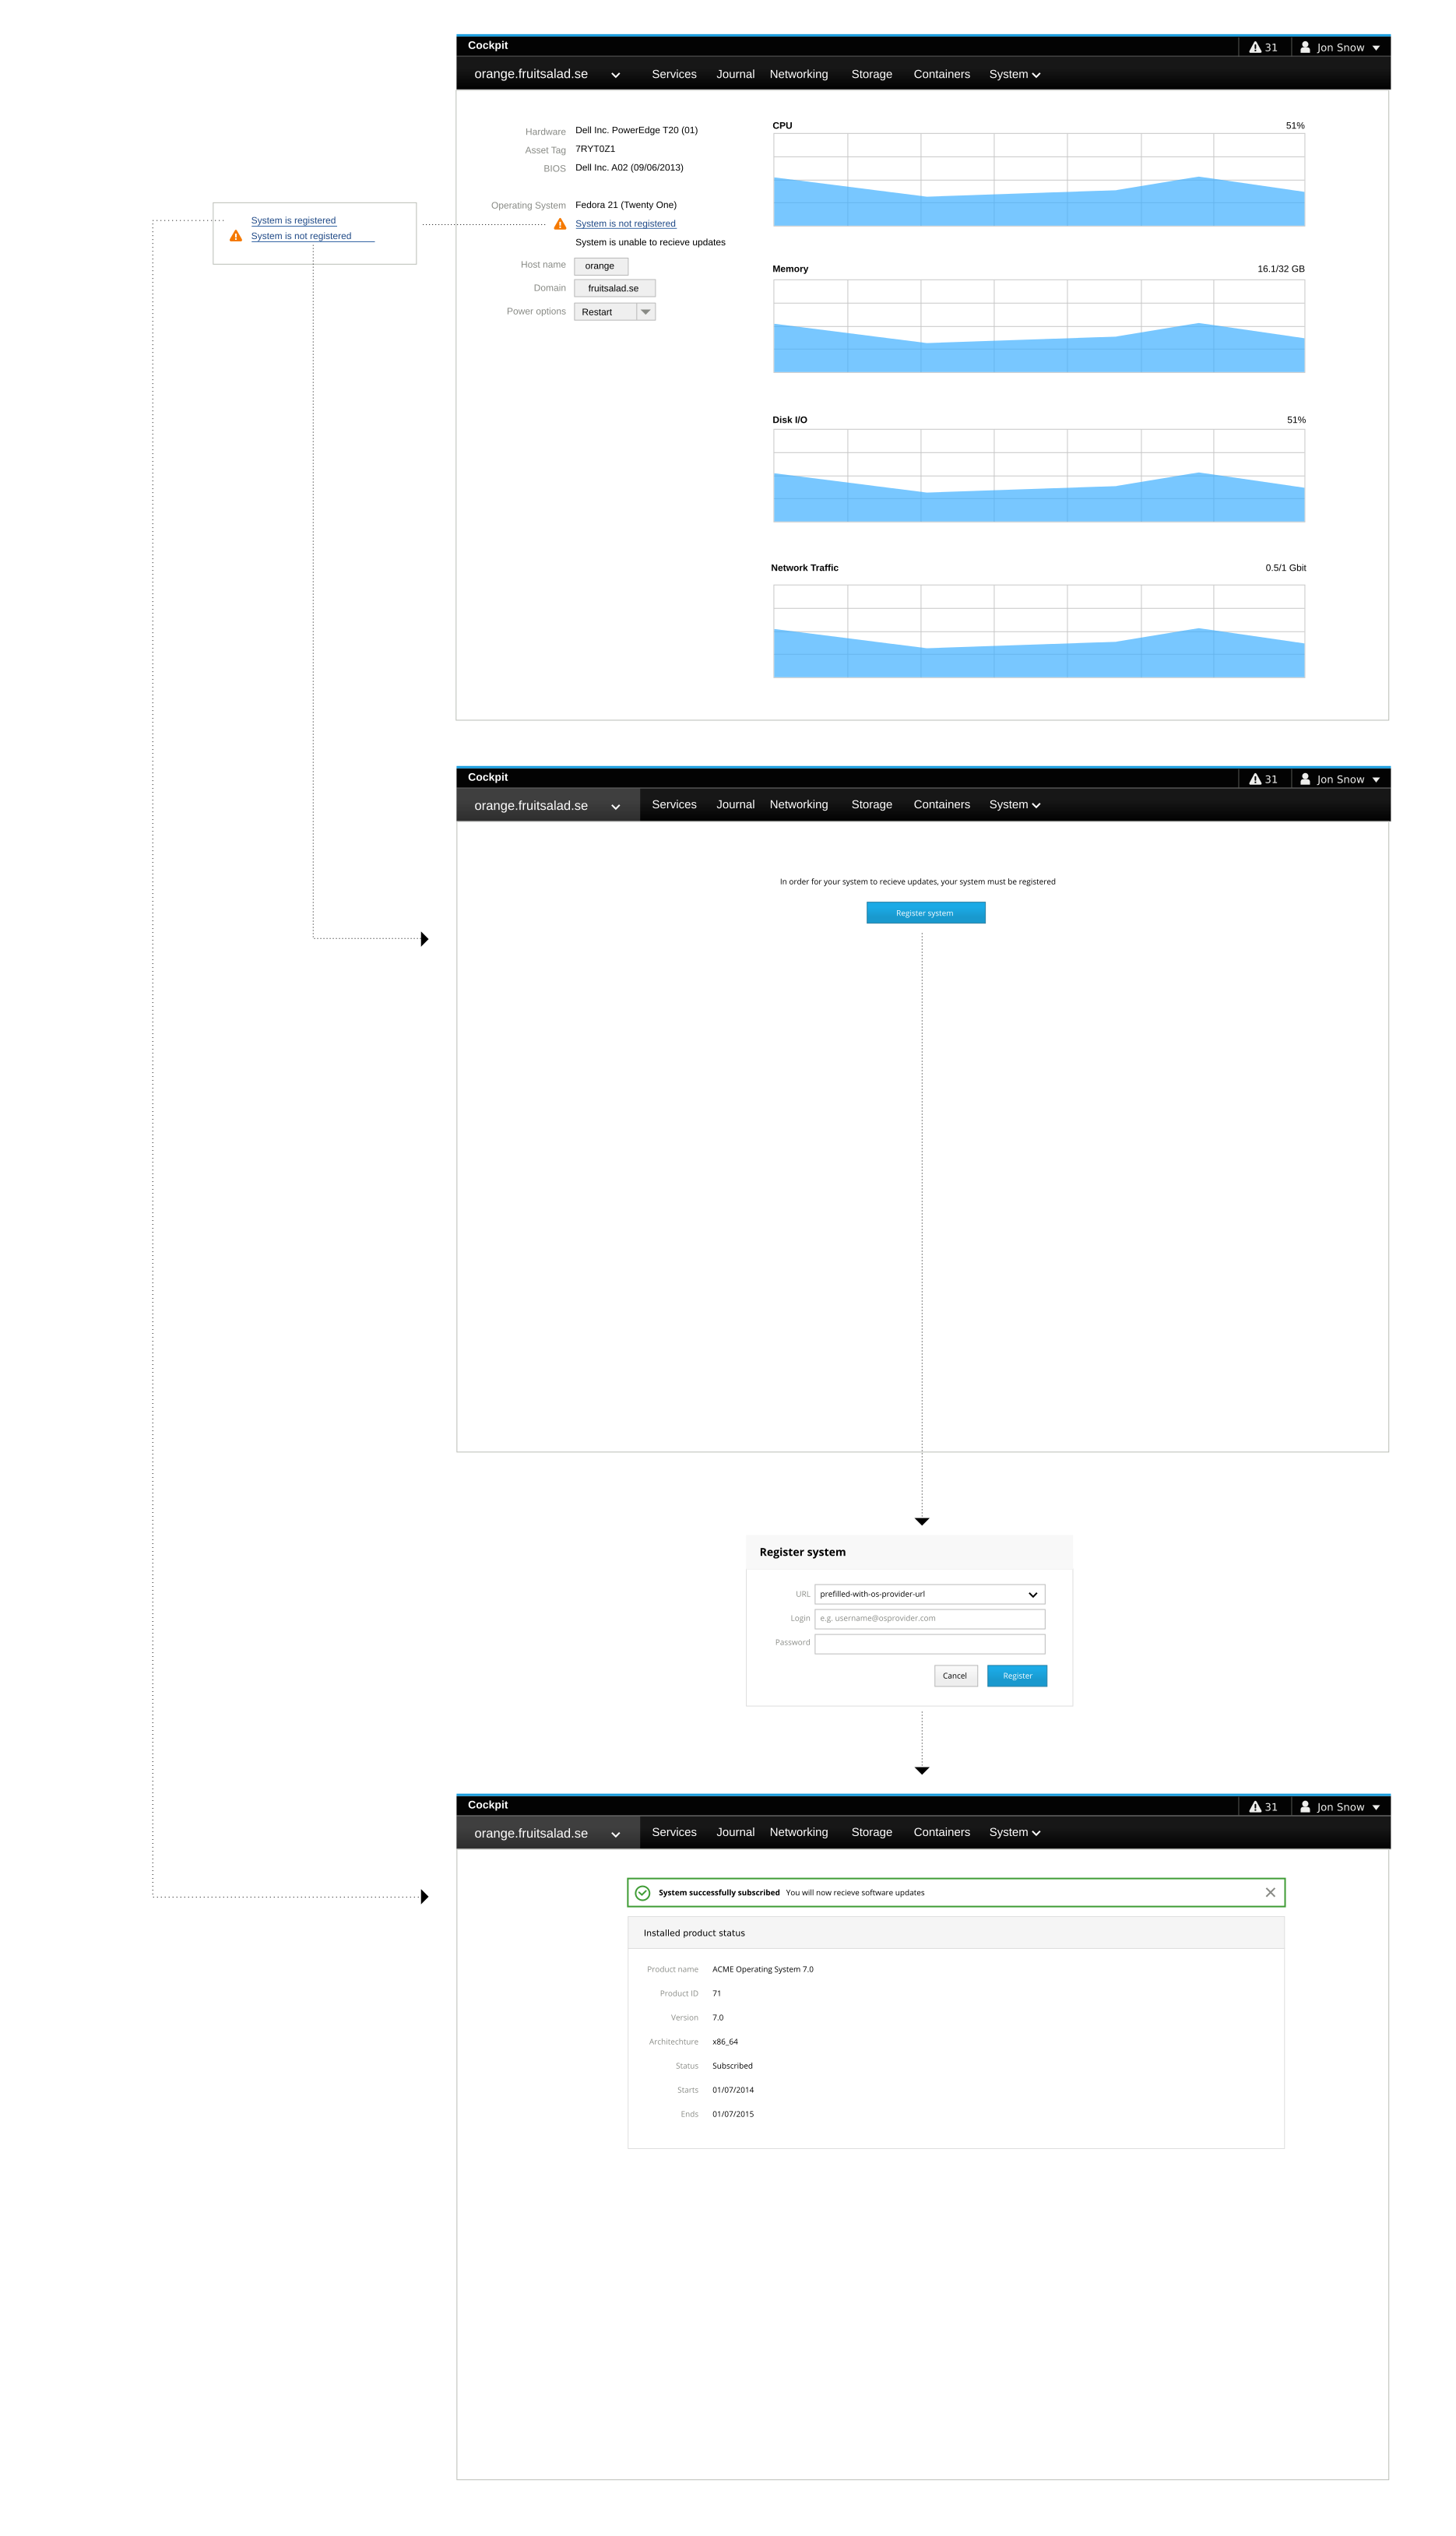 Cockpit
31
Jon Snow
orange.fruitsalad.se
Services Journal Networking Storage Containers System
Hardware Dell Inc. PowerEdge T20 (01)
Asset Tag 7RYT0Z1
BIOS Dell Inc. A02 (09/06/2013)
Operating System Fedora 21 (Twenty One)
System is not registered
System is unable to recieve updates
Host name orange
Domain fruitsalad.se
Power options Restart
System is registered
System is not registered
CPU 51%
Memory 16.1/32 GB
Disk I/O 51%
Network Traffic 0.5/1 Gbit
Cockpit
31
Jon Snow
orange.fruitsalad.se
Services Journal Networking Storage Containers System
In order for your system to recieve updates, your system must be registered
Register system
Register system
URL prefilled-with-os-provider-url
Login e.g. username@osprovider.com
Password
Cancel Register
Cockpit
31
Jon Snow
orange.fruitsalad.se
Services Journal Networking Storage Containers System
System successfully subscribed You will now recieve software updates
Installed product status
Product name ACME Operating System 7.0
Product ID 71
Version 7.0
Architechture x86_64
Status Subscribed
Starts 01/07/2014
Ends 01/07/2015